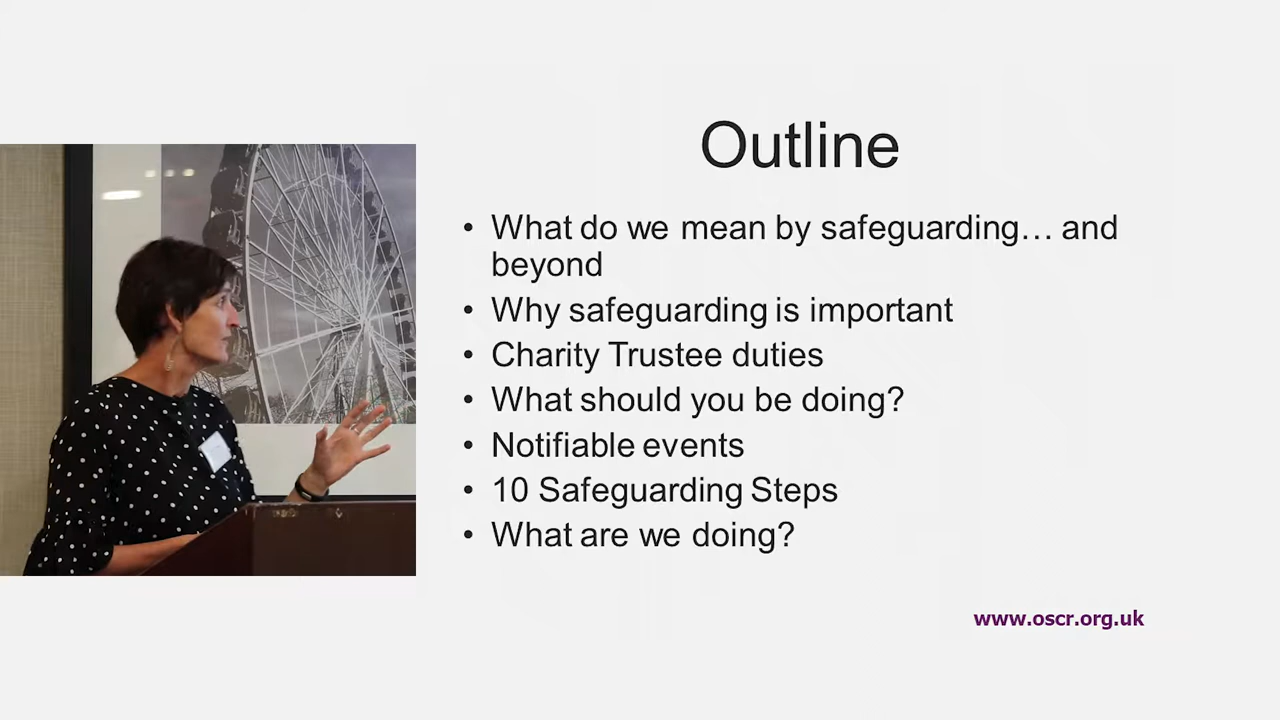 Outline
• What do we mean by safeguarding… and
beyond
• Why safeguarding is important
• Charity Trustee duties
• What should you be doing?
• Notifiable events
• 10 Safeguarding Steps
• What are we doing?
www.oscr.org.uk